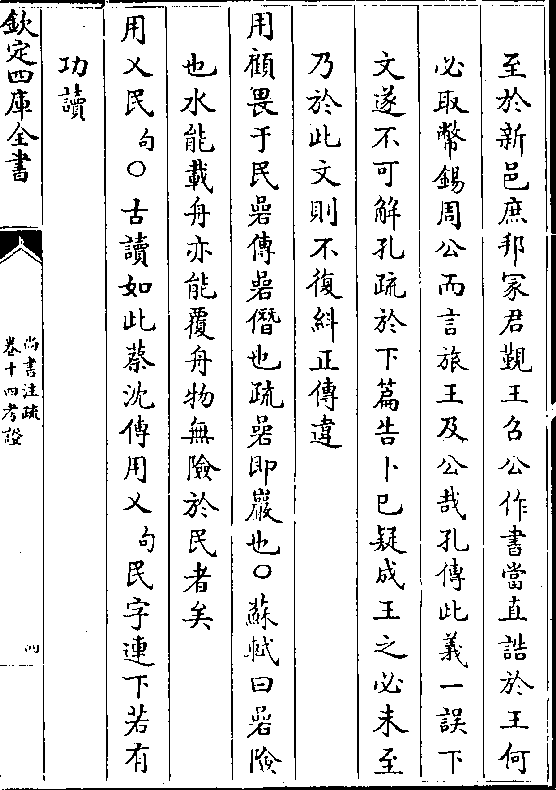 至於新邑庶邦冢君覲王召公作書當直誥於王何
必取幣錫周公而言旅王及公哉孔傳此義一誤下
文遂不可解孔疏於下篇告卜已疑成王之必未至
乃於此文則不復糾正傳違
用顧畏于民碞傳碞僭也疏碞即巖也○蘇軾曰碞險
也水能載舟亦能覆舟物無險於民者矣
用乂民句○古讀如此蔡沈傳用乂句民字連下若有
功讀
欽定四庫全書
尚書注疏
卷十四考證
四